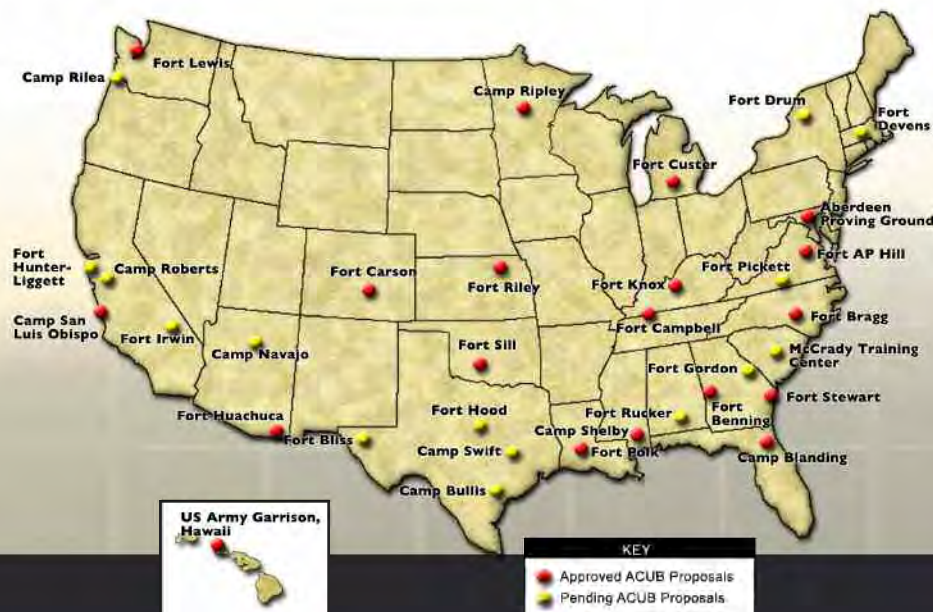 Fort Lewis
Camp Rilea
Camp Ripley
Fort Drum
Fort
Devens
Fort Custer
Aberdeen
Proving Ground
Fort
Hunter-
Liggett
Camp Roberts
Fort Carson
Fort Riley
Fort Knox
Fort Pickett
Fort AP Hill
Camp San
Luis Obispo
Fort Irwin
Camp Navajo
Fort Sill
Fort Campbell
Fort Bragg
McCrady Training
Center
Fort Gordon
Fort Stewart
Fort Huachuca
Fort Bliss
Fort Hood
Camp Swift
Camp Bullis
Fort Rucker
Camp Shelby
Fort Polk
Fort
Benning
Camp Blanding
US Army Garrison,
Hawaii
KEY
Approved ACUB Proposals
Pending ACUB Proposals